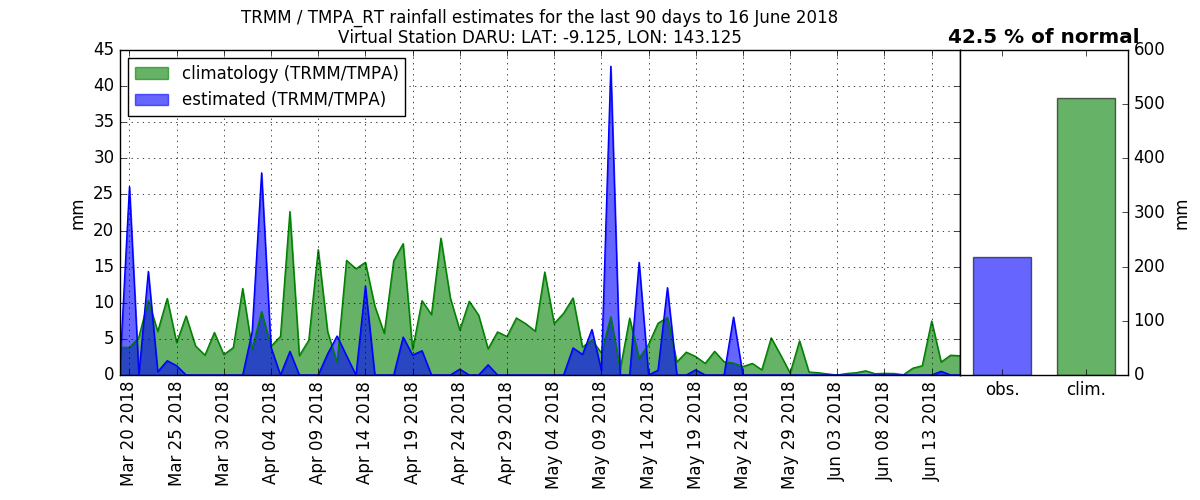 TRMM / TMPA_RT rainfall estimates for the last 90 days to 16 June 2018
Virtual Station DARU: LAT: -9.125, LON: 143.125
42.5 % of normal
climatology (TRMM/TMPA)
estimated (TRMM/TMPA)
mm
45
40
35
30
25
20
15
10
5
0
Mar 20 2018
Mar 25 2018
Mar 30 2018
Apr 04 2018
Apr 09 2018
Apr 14 2018
Apr 19 2018
Apr 24 2018
Apr 29 2018
May 04 2018
May 09 2018
May 14 2018
May 19 2018
May 24 2018
May 29 2018
Jun 03 2018
Jun 08 2018
Jun 13 2018
obs.
clim.
600
500
400
300
200
100
0
mm